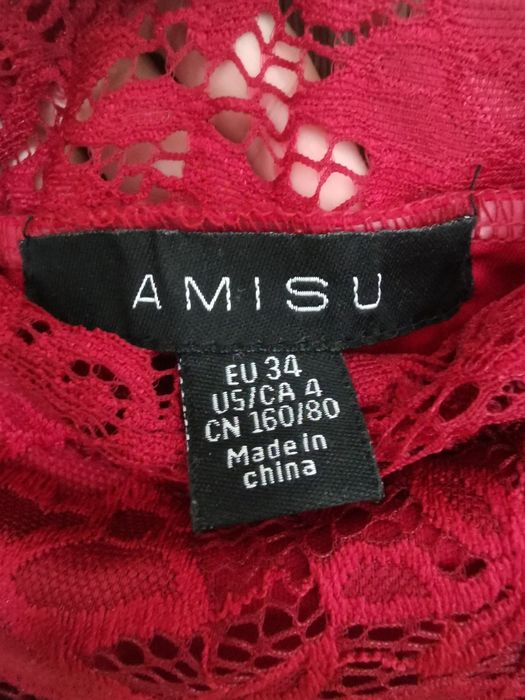 AMISU
EU 34
US/CA 4
CN 160/80
Made in
china